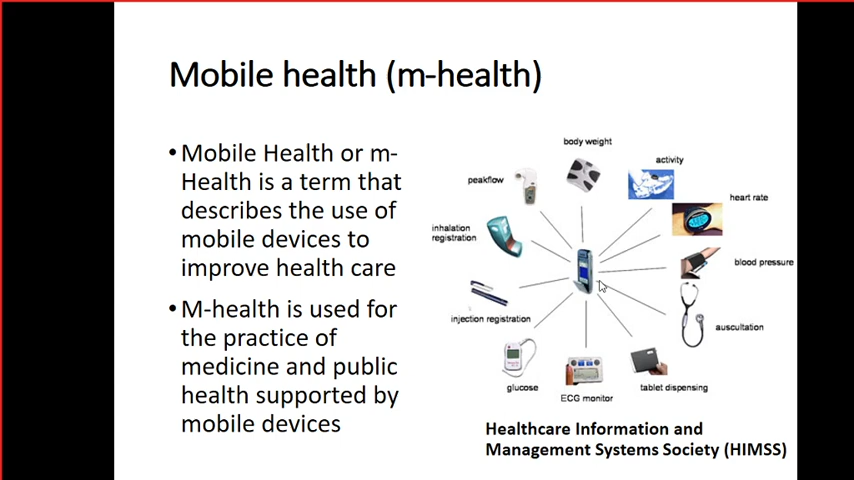 Mobile health (m-health)
• Mobile Health or m-
Health is a term that
describes the use of
mobile devices to
improve health care
• M-health is used for
the practice of
medicine and public
health supported by
mobile devices
body weight
activity
peakflow
heart rate
inhalation
registration
blood pressure
injection registration
auscultation
glucose
ECG monitor
tablet dispensing
Healthcare Information and
Management Systems Society (HIMSS)